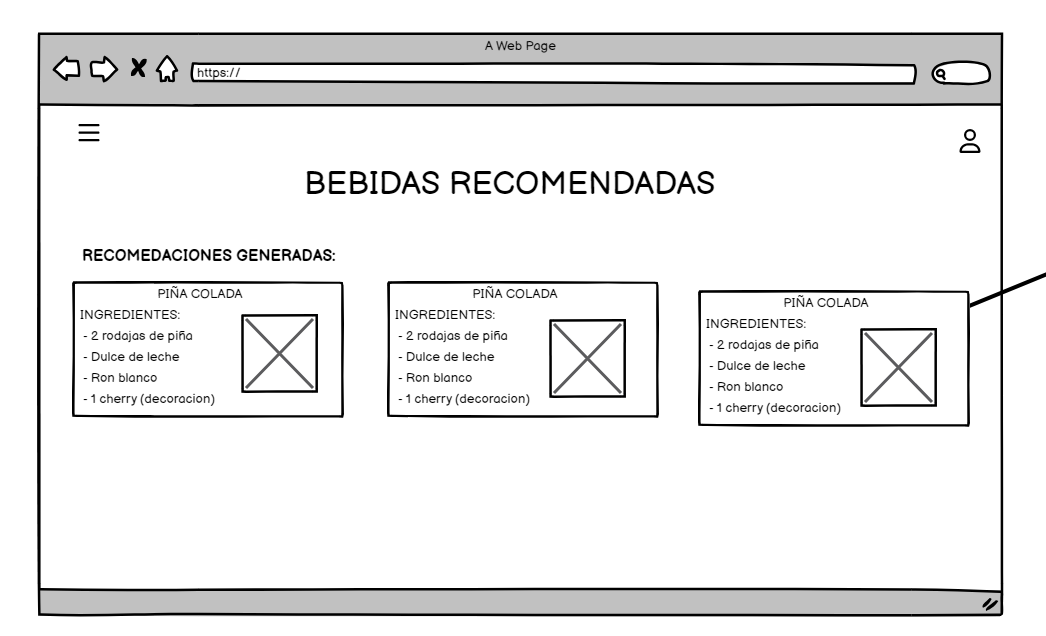 A Web Page
https://
BEBIDAS RECOMENDADAS
RECOMEDACIONES GENERADAS:
PIÑA COLADA
INGREDIENTES:
- 2 rodajas de piña
- Dulce de leche
- Ron blanco
- 1 cherry (decoracion)
PIÑA COLADA
INGREDIENTES:
- 2 rodajas de piña
- Dulce de leche
- Ron blanco
- 1 cherry (decoracion)
PIÑA COLADA
INGREDIENTES:
- 2 rodajas de piña
- Dulce de leche
- Ron blanco
- 1 cherry (decoracion)